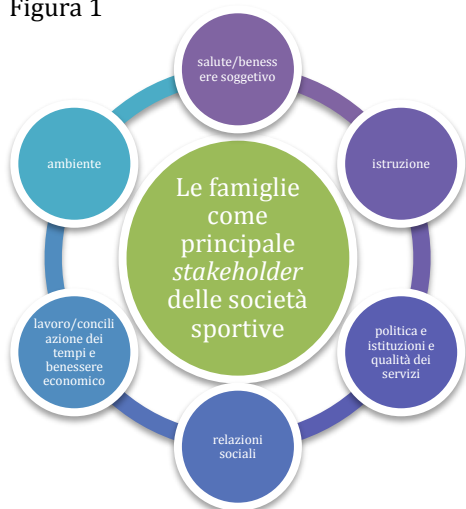 Figura 1
salute/beness
ere soggetivo
istruzione
politica e
istituzioni e
qualità dei
servizi
relazioni
sociali
lavoro/concili
azione dei
tempi e
benessere
economico
ambiente
Le famiglie
come
principale
stakeholder
delle società
sportive